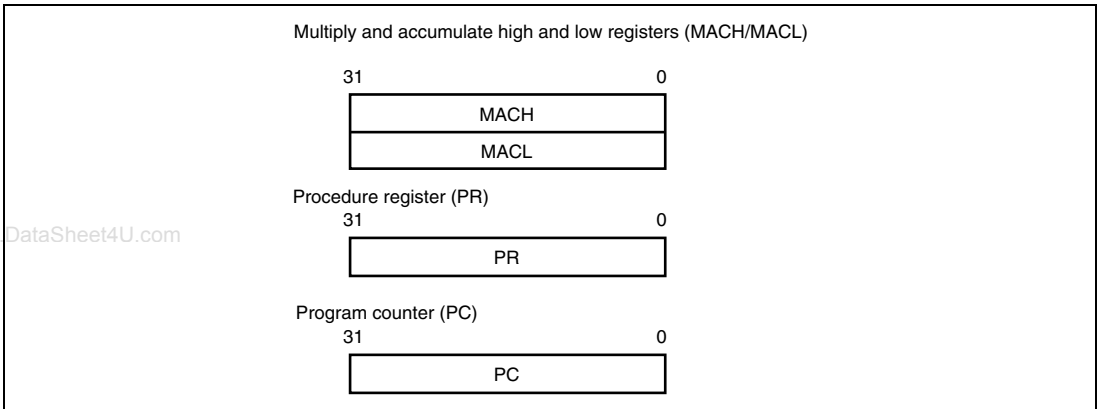 Multiply and accumulate high and low registers (MACH/MACL)
31 0
MACH
MACL
Procedure register (PR)
31 0
DataSheet4U.com
PR
Program counter (PC)
31 0
PC